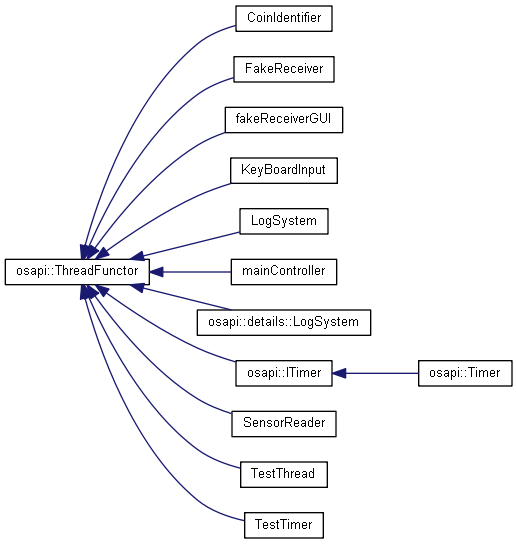 CoinIdentifier
FakeReceiver
fakeReceiverGUI
KeyBoardInput
LogSystem
osapi::ThreadFunctor
mainController
osapi::details::LogSystem
osapi::ITimer
osapi::Timer
SensorReader
TestThread
TestTimer